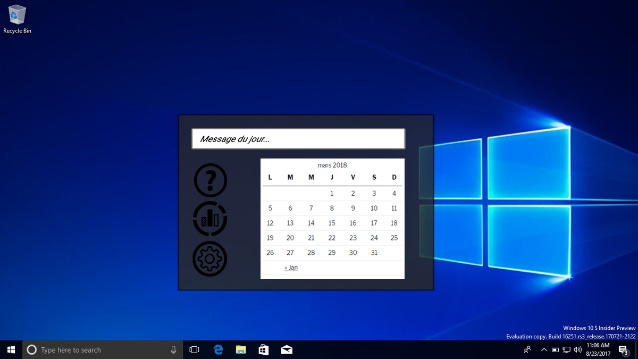 Recycle Bin
Message du jour...
mars 2018
L M M J V S D
1 2 3 4
5 6 7 8 9 10 11
12 13 14 15 16 17 18
19 20 21 22 23 24 25
26 27 28 29 30 31
« Jan
Windows 10 S Insider Preview
Evaluation copy. Build 16251.rs3_release.170721-2122
Type here to search
11:06 AM
8/23/2017